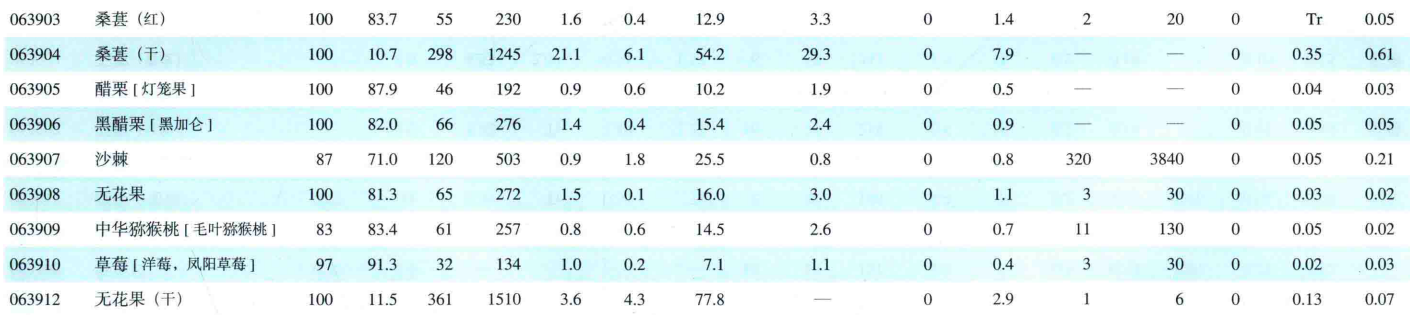 063903 桑葚（红） 100 83.7 55 230 1.6 0.4 12.9 3.3 0 1.4 2 20 0 Tr 0.05
063904 桑葚（干） 100 10.7 298 1245 21.1 6.1 54.2 29.3 0 7.9 — — 0 0.35 0.61
063905 醋栗 [ 灯笼果 ] 100 87.9 46 192 0.9 0.6 10.2 1.9 0 0.5 — — 0 0.04 0.03
063906 黑醋栗 [ 黑加仑 ] 100 82.0 66 276 1.4 0.4 15.4 2.4 0 0.9 — — 0 0.05 0.05
063907 沙棘 87 71.0 120 503 0.9 1.8 25.5 0.8 0 0.8 320 3840 0 0.05 0.21
063908 无花果 100 81.3 65 272 1.5 0.1 16.0 3.0 0 1.1 3 30 0 0.03 0.02
063909 中华猕猴桃 [ 毛叶猕猴桃 ] 83 83.4 61 257 0.8 0.6 14.5 2.6 0 0.7 11 130 0 0.05 0.02
063910 草莓 [ 洋莓，凤阳草莓 ] 97 91.3 32 134 1.0 0.2 7.1 1.1 0 0.4 3 30 0 0.02 0.03
063912 无花果（干） 100 11.5 361 1510 3.6 4.3 77.8 — 0 2.9 1 6 0 0.13 0.07